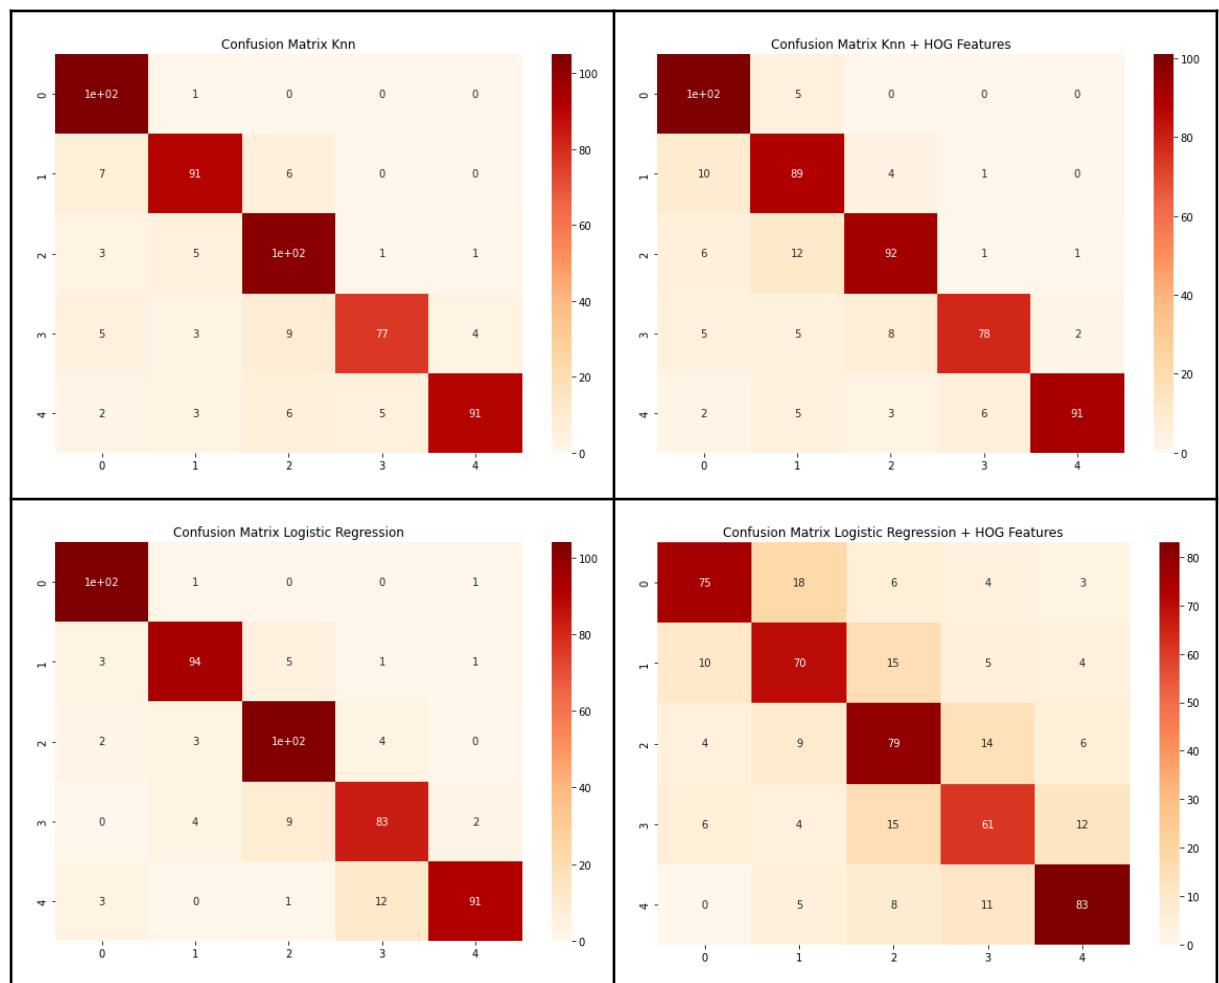 Confusion Matrix Knn
0 1e+02 1 0 0 0
1 7 91 6 0 0
2 3 5 1e+02 1 1
3 5 3 9 77 4
4 2 3 6 5 91
0 1 2 3 4
100
80
60
40
20
0
Confusion Matrix Knn + HOG Features
0 1e+02 5 0 0 0
1 10 89 4 1 0
2 6 12 92 1 1
3 5 5 8 78 2
4 2 5 3 6 91
0 1 2 3 4
100
80
60
40
20
0
Confusion Matrix Logistic Regression
0 1e+02 1 0 0 1
1 3 94 5 1 1
2 2 3 1e+02 4 0
3 0 4 9 83 2
4 3 0 1 12 91
0 1 2 3 4
100
80
60
40
20
0
Confusion Matrix Logistic Regression + HOG Features
0 75 18 6 4 3
1 10 70 15 5 4
2 4 9 79 14 6
3 6 4 15 61 12
4 0 5 8 11 83
0 1 2 3 4
80
70
60
50
40
30
20
10
0